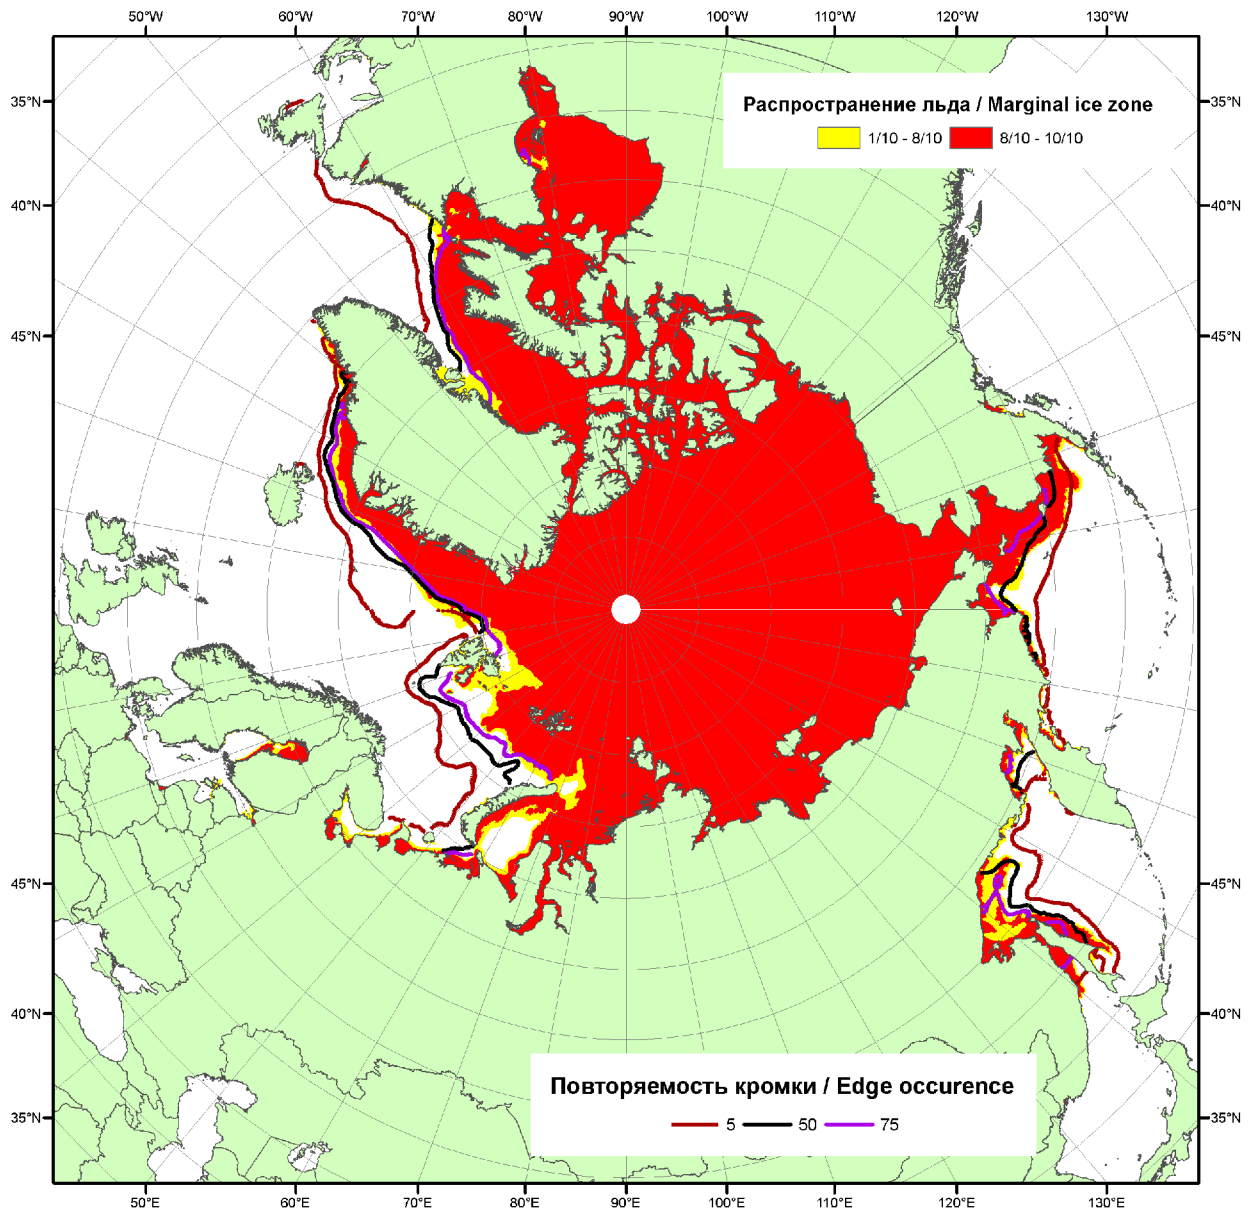 50°W 60°W 70°W 80°W 90°W 100°W 110°W 120°W 130°W
35°N 35°N
Распространение льда / Marginal ice zone
1/10 - 8/10 8/10 - 10/10
40°N 40°N
45°N 45°N
45°N 45°N
40°N 40°N
Повторяемость кромки / Edge occurence
5 50 75
35°N 35°N
50°E 60°E 70°E 80°E 90°E 100°E 110°E 120°E 130°E